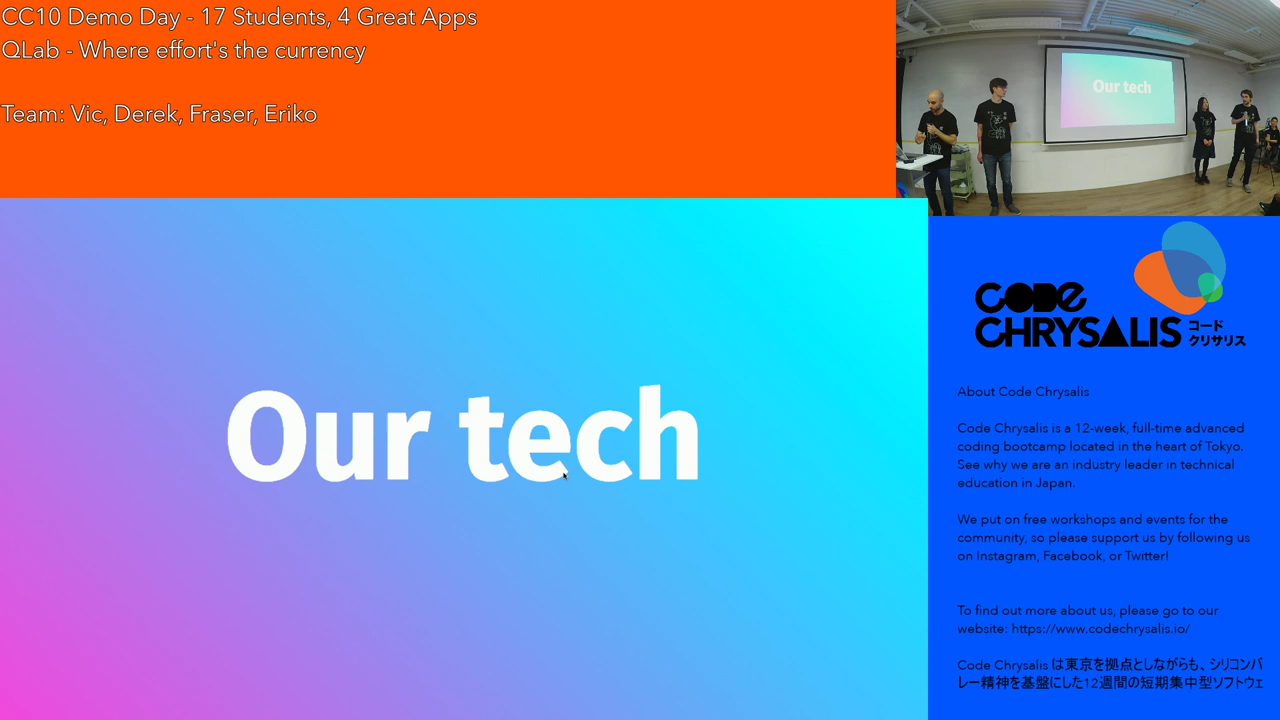 CC10 Demo Day - 17 Students, 4 Great Apps
QLab - Where effort's the currency
Team: Vic, Derek, Fraser, Eriko
Our tech
Our tech
CODE
CHRYSALIS
コード
クリサリス
About Code Chrysalis
Code Chrysalis is a 12-week, full-time advanced
coding bootcamp located in the heart of Tokyo.
See why we are an industry leader in technical
education in Japan.
We put on free workshops and events for the
community, so please support us by following us
on Instagram, Facebook, or Twitter!
To find out more about us, please go to our
website: https://www.codechrysalis.io/
Code Chrysalis は東京を拠点としながらも、シリコンバ
レー精神を基盤にした12週間の短期集中型ソフトウェ